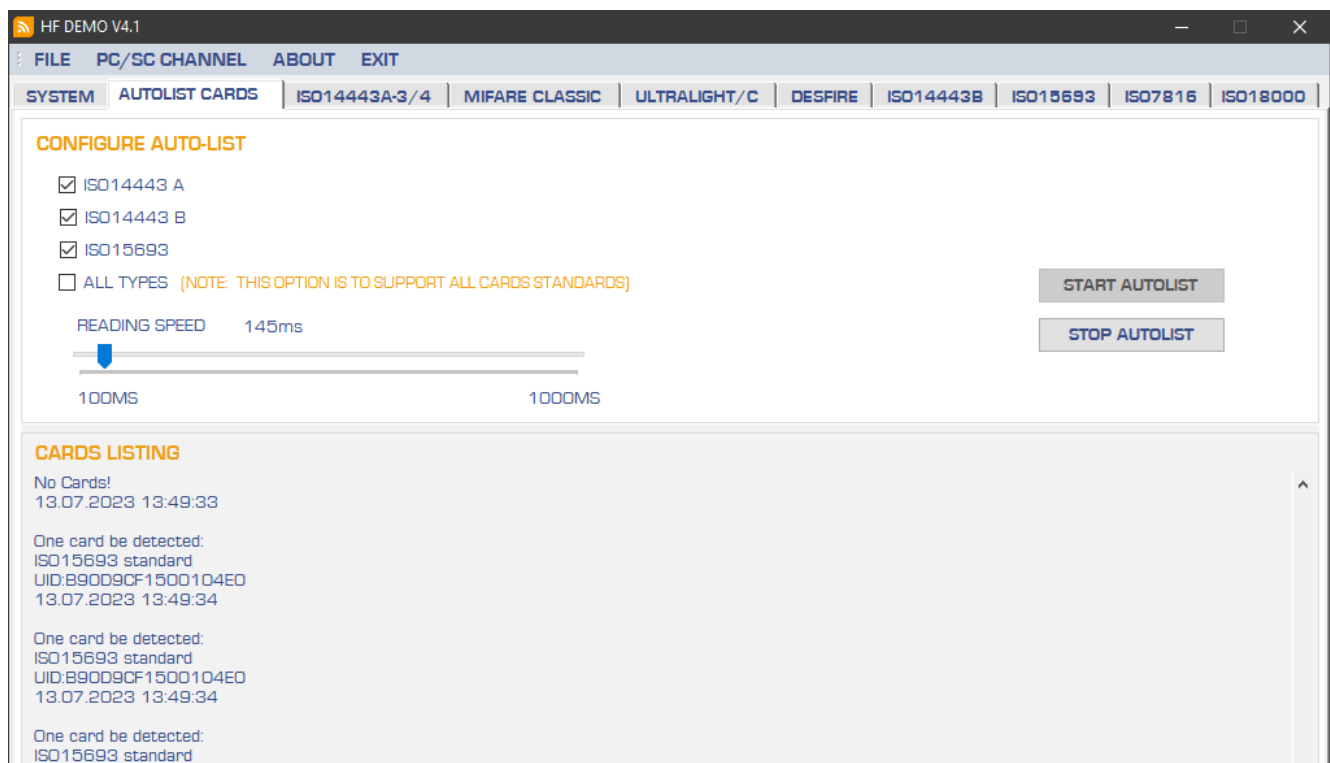 HF DEMO V4.1
FILE PC/SC CHANNEL ABOUT EXIT
SYSTEM AUTOLIST CARDS ISO14443A-3/4 MIFARE CLASSIC ULTRALIGHT/C DESFIRE ISO14443B ISO15693 ISO7816 ISO18000
CONFIGURE AUTO-LIST
ISO14443 A
ISO14443 B
ISO15693
ALL TYPES (NOTE: THIS OPTION IS TO SUPPORT ALL CARDS STANDARDS)
START AUTOLIST
READING SPEED 145ms
STOP AUTOLIST
100MS 1000MS
CARDS LISTING
No Cards!
13.07.2023 13:49:33
One card be detected:
ISO15693 standard
UID:B90D9CF1500104E0
13.07.2023 13:49:34
One card be detected:
ISO15693 standard
UID:B90D9CF1500104E0
13.07.2023 13:49:34
One card be detected:
ISO15693 standard